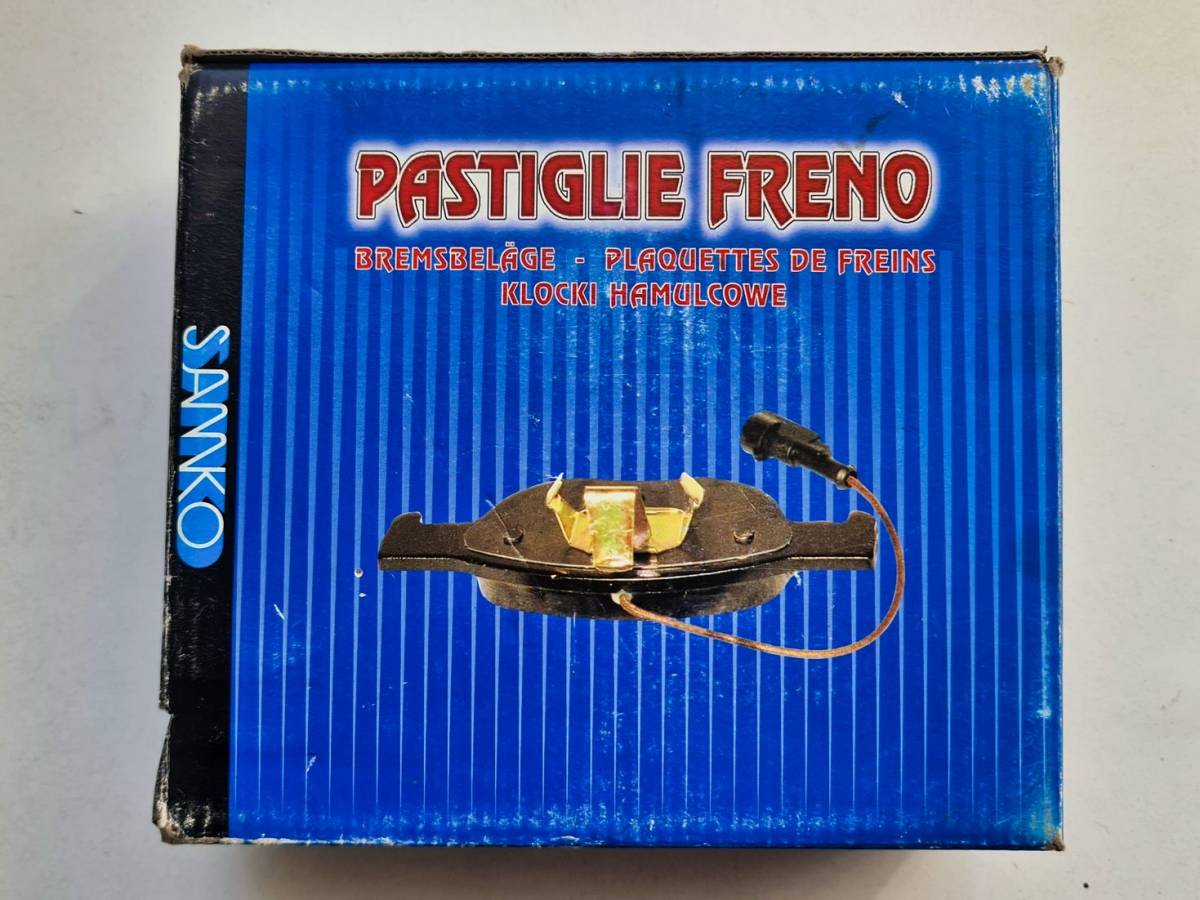 PASTIGLIE FRENO
BREMSBELÄGE - PLAQUETTES DE FREINS
KLOCKI HAMULCOWE
SAMKO